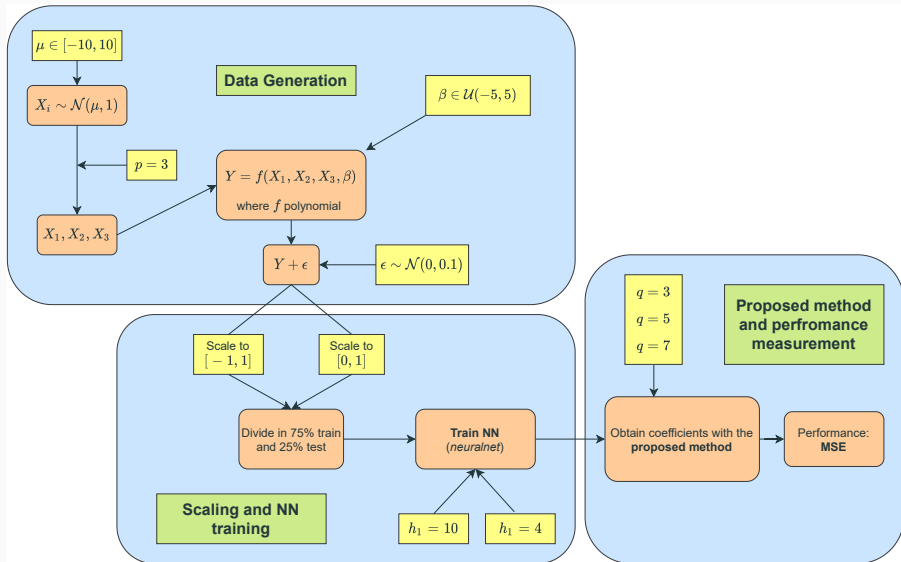 μ ∈ [−10, 10]
Data Generation
X_i ∼ N(μ, 1)
β ∈ U(−5, 5)
p = 3
Y = f(X_1, X_2, X_3, β)
where f polynomial
X_1, X_2, X_3
Y + ϵ
ϵ ∼ N(0, 0.1)
Scale to
[ − 1, 1]
Scale to
[0, 1]
Divide in 75% train
and 25% test
Train NN
(neuralnet)
Scaling and NN
training
h_1 = 10
h_1 = 4
q = 3
q = 5
q = 7
Proposed method
and perfromance
measurement
Obtain coefficients with the
proposed method
Performance:
MSE